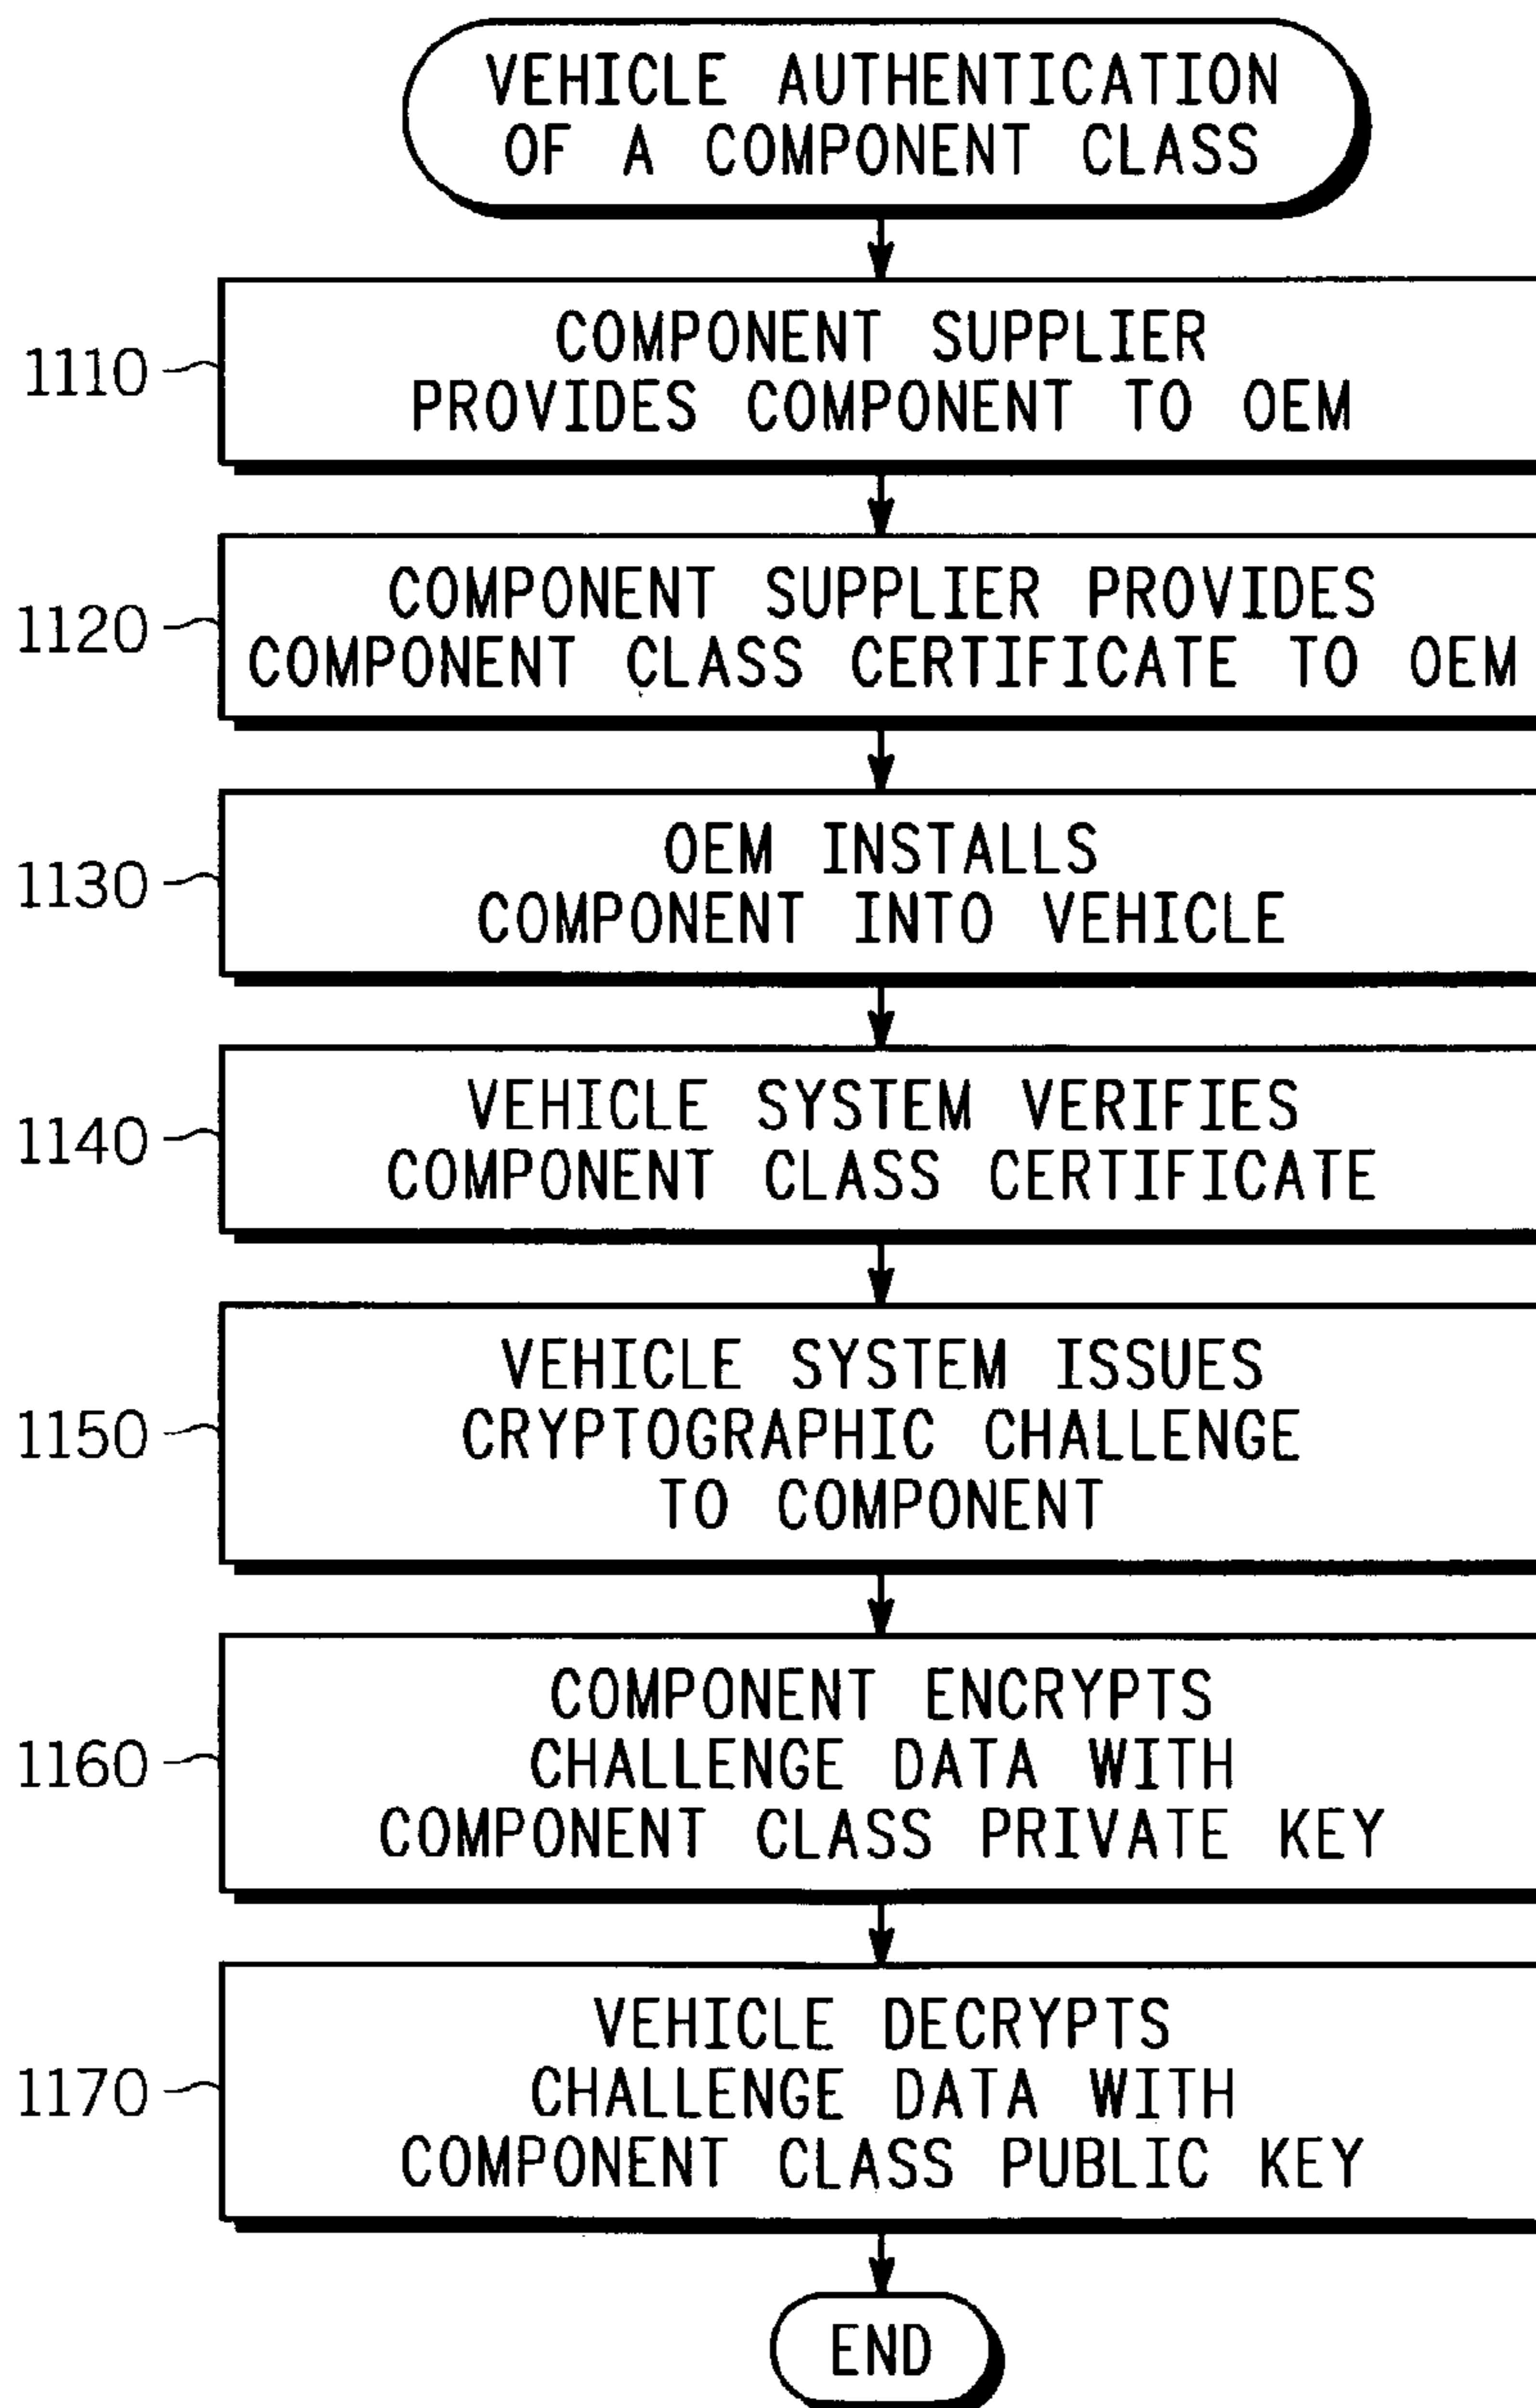 VEHICLE AUTHENTICATION
OF A COMPONENT CLASS
1110
COMPONENT SUPPLIER
PROVIDES COMPONENT TO OEM
1120
COMPONENT SUPPLIER PROVIDES
COMPONENT CLASS CERTIFICATE TO OEM
1130
OEM INSTALLS
COMPONENT INTO VEHICLE
1140
VEHICLE SYSTEM VERIFIES
COMPONENT CLASS CERTIFICATE
1150
VEHICLE SYSTEM ISSUES
CRYPTOGRAPHIC CHALLENGE
TO COMPONENT
1160
COMPONENT ENCRYPTS
CHALLENGE DATA WITH
COMPONENT CLASS PRIVATE KEY
1170
VEHICLE DECRYPTS
CHALLENGE DATA WITH
COMPONENT CLASS PUBLIC KEY
END